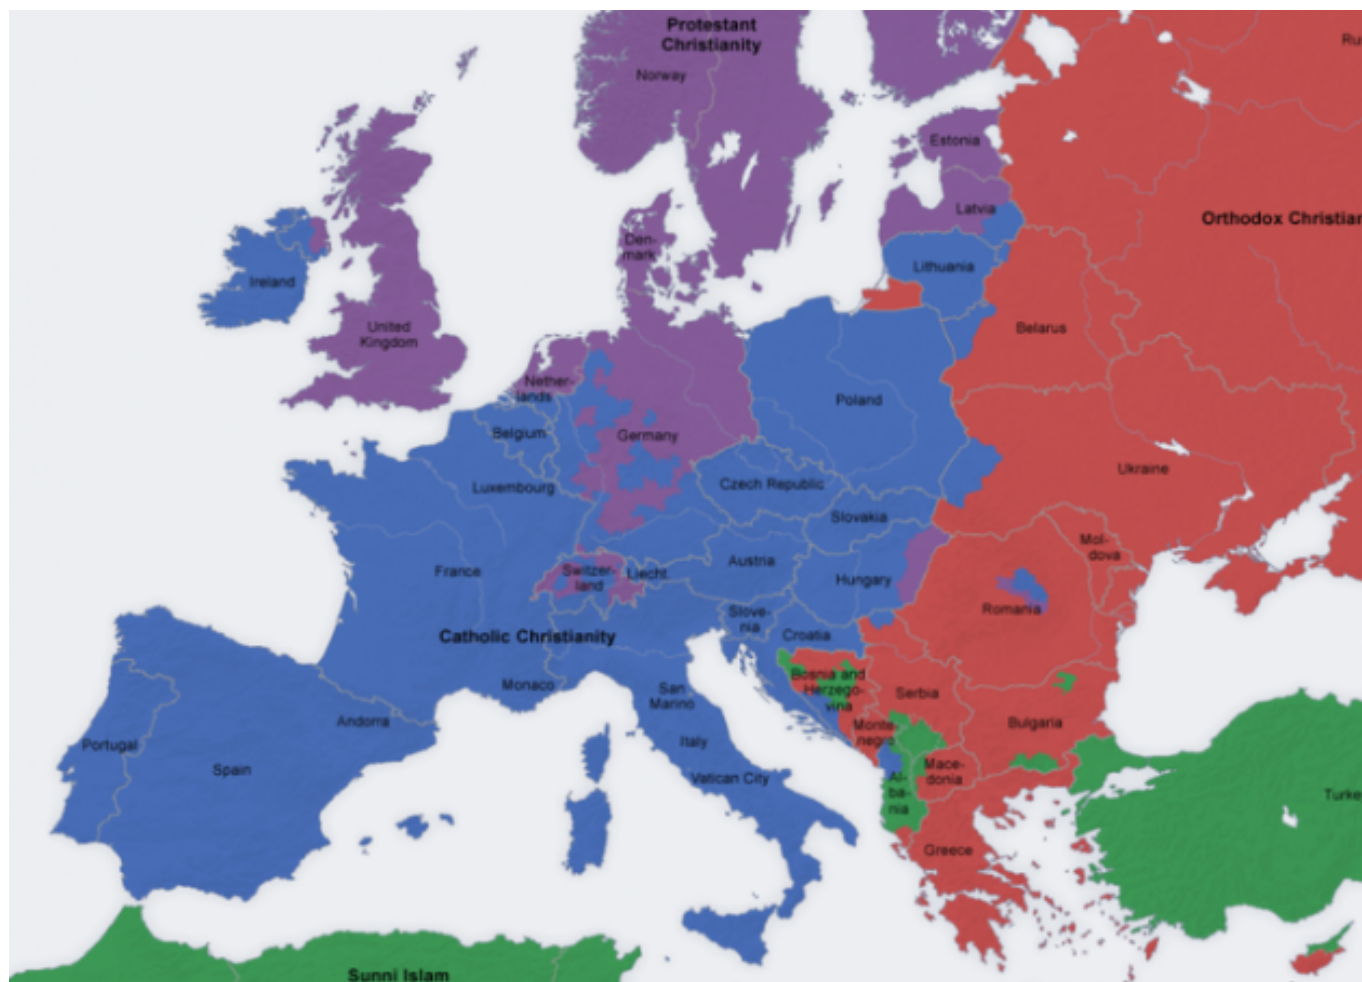 Protestant
Christianity
Norway
Rus
Estonia
Latvia
Orthodox Christian
Den-
mark
Lithuania
Ireland
United
Kingdom
Belarus
Nether-
lands
Poland
Belgium
Germany
Ukraine
Luxembourg
Czech Republic
Slovakia
Mol-
dova
France
Switzer-
land
Liecht.
Austria
Hungary
Romania
Slove-
nia
Croatia
Catholic Christianity
Bosnia and
Herzego-
vina
Serbia
Monaco
San
Marino
Andorra
Monte-
negro
Bulgaria
Portugal
Spain
Italy
Vatican City
Mace-
donia
Al-
ba-
nia
Turke
Greece
Sunni Islam